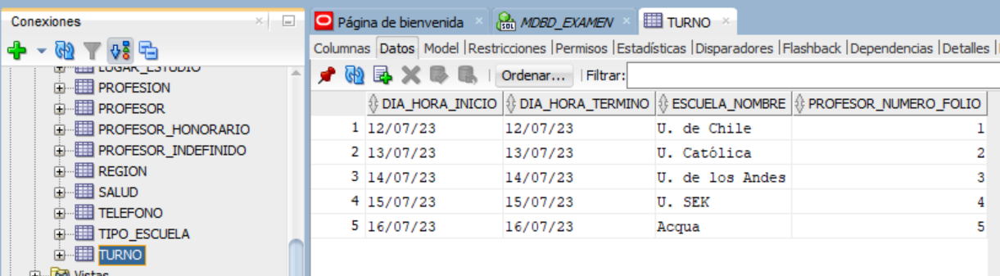 Conexiones
LUGAR_ESTUDIO
PROFESION
PROFESOR
PROFESOR_HONORARIO
PROFESOR_INDEFINIDO
REGION
SALUD
TELEFONO
TIPO_ESCUELA
TURNO
Vistas
Página de bienvenida MDBD_EXAMEN TURNO
Columnas Datos Model Restricciones Permisos Estadísticas Disparadores Flashback Dependencias Detalles
Ordenar... Filtrar:
DIA_HORA_INICIO DIA_HORA_TERMINO ESCUELA_NOMBRE PROFESOR_NUMERO_FOLIO
1 12/07/23 12/07/23 U. de Chile 1
2 13/07/23 13/07/23 U. Católica 2
3 14/07/23 14/07/23 U. de los Andes 3
4 15/07/23 15/07/23 U. SEK 4
5 16/07/23 16/07/23 Acqua 5